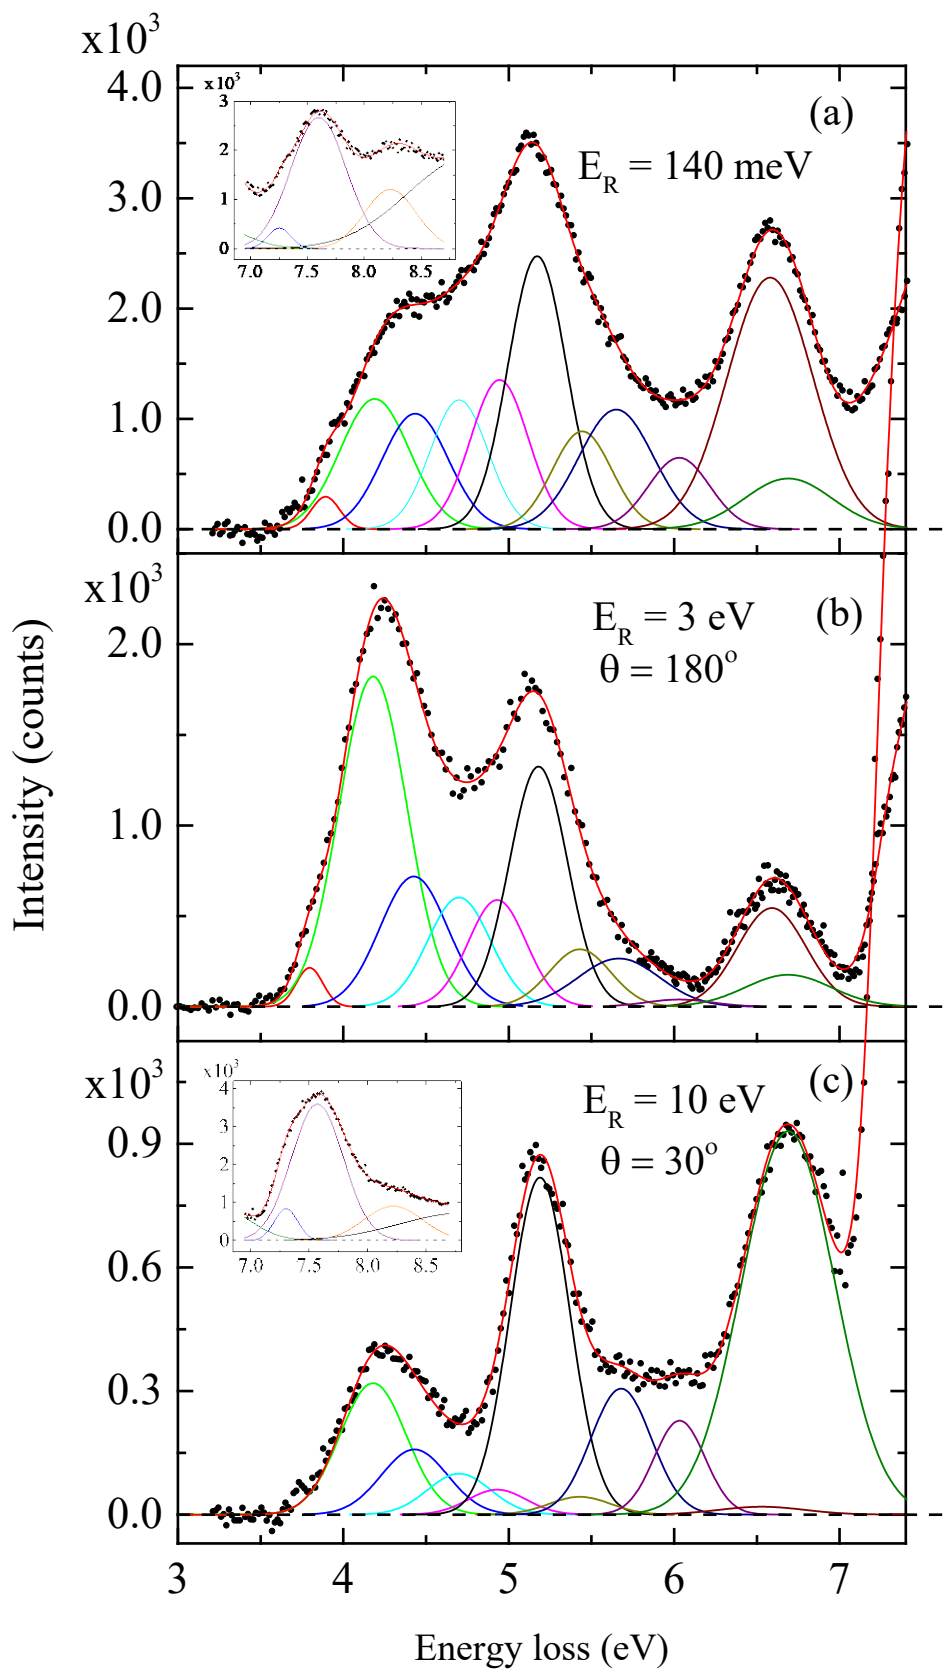 x10³
(a)
E_R = 140 meV
4.0
3.0
2.0
1.0
0.0
x10³
3
2
1
0
7.0 7.5 8.0 8.5
x10³
(b)
E_R = 3 eV
θ = 180°
2.0
1.0
0.0
Intensity (counts)
x10³
(c)
E_R = 10 eV
θ = 30°
0.9
0.6
0.3
0.0
x10³
4
3
2
1
0
7.0 7.5 8.0 8.5
3 4 5 6 7
Energy loss (eV)